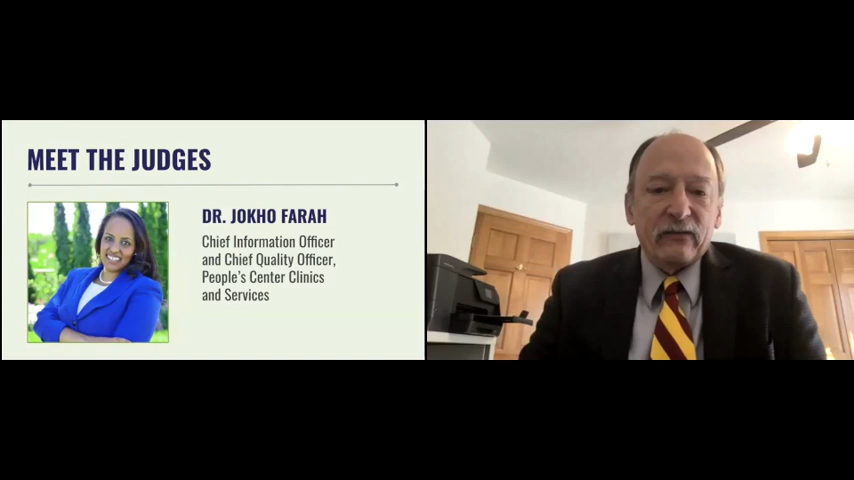 MEET THE JUDGES
DR. JOKHO FARAH
Chief Information Officer
and Chief Quality Officer,
People's Center Clinics
and Services